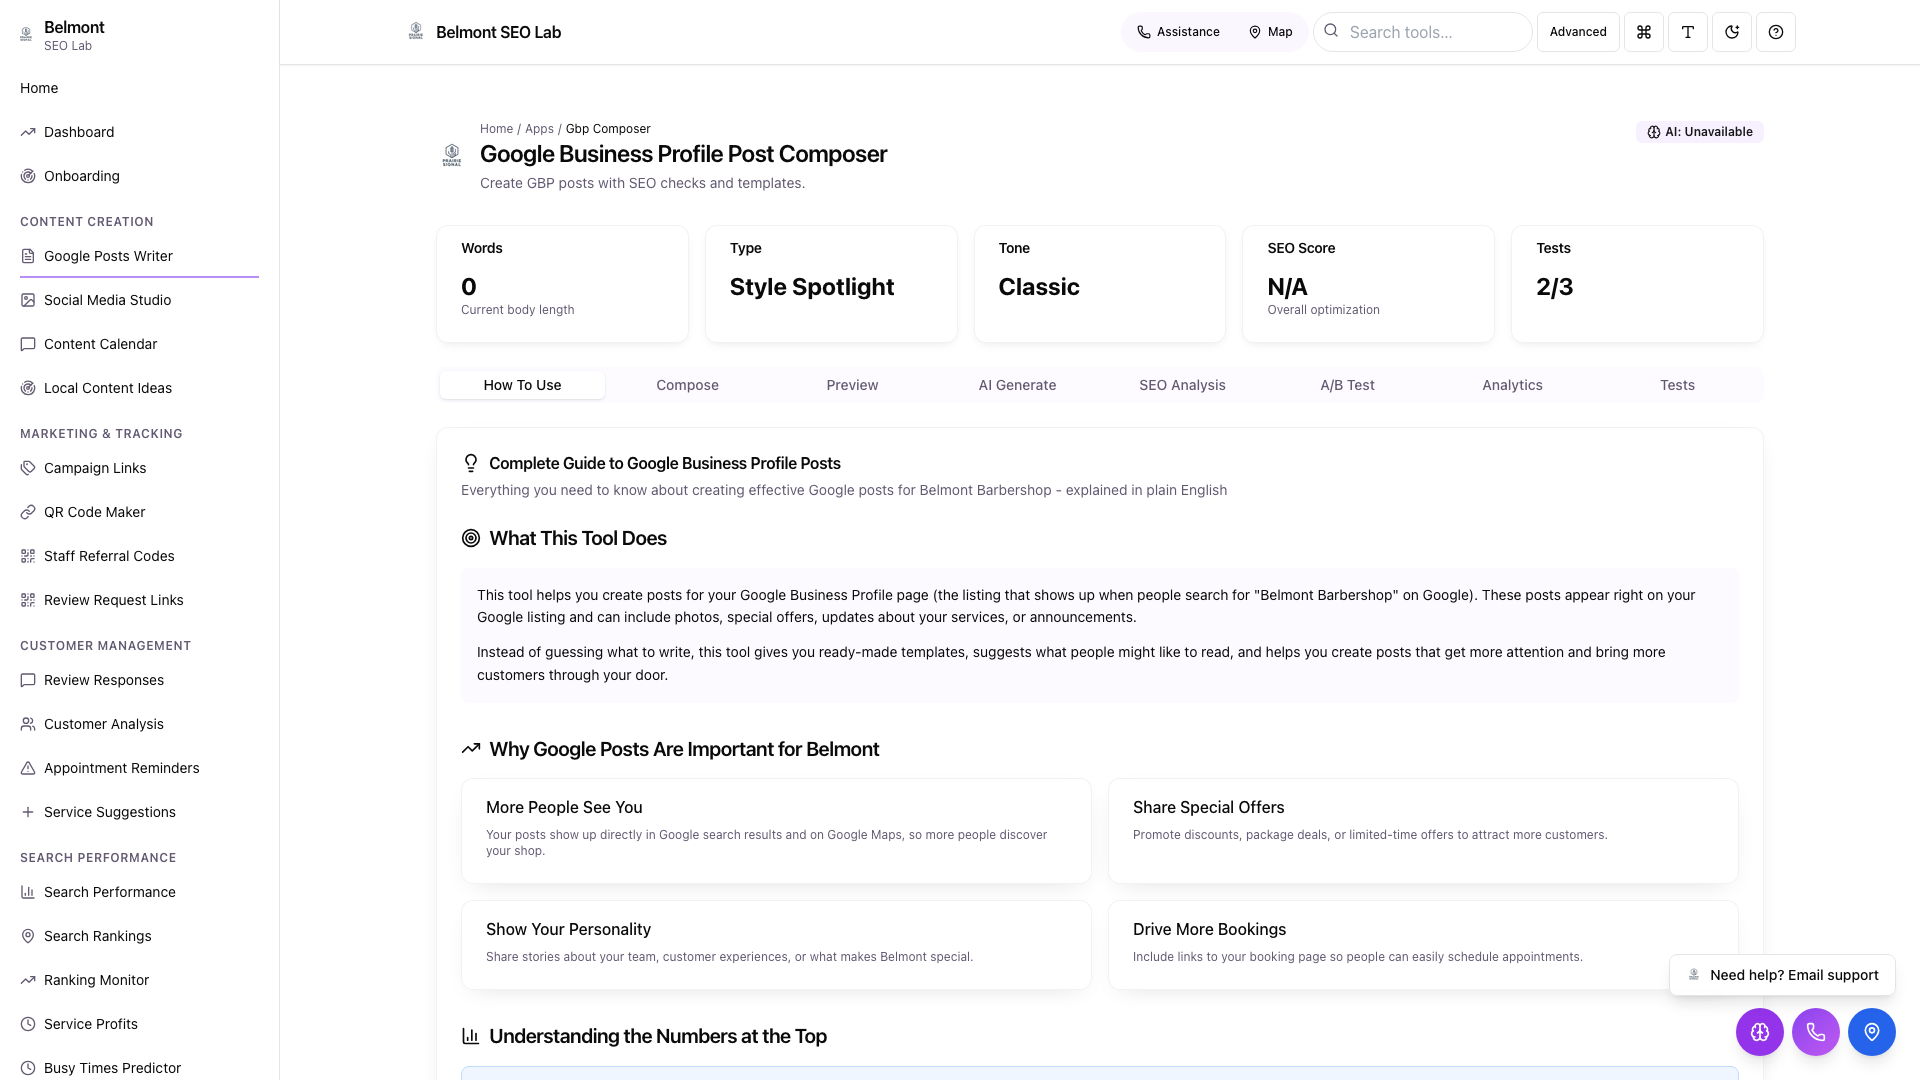 Belmont
SEO Lab
Home
Dashboard
Onboarding
CONTENT CREATION
Google Posts Writer
Social Media Studio
Content Calendar
Local Content Ideas
MARKETING & TRACKING
Campaign Links
QR Code Maker
Staff Referral Codes
Review Request Links
CUSTOMER MANAGEMENT
Review Responses
Customer Analysis
Appointment Reminders
Service Suggestions
SEARCH PERFORMANCE
Search Performance
Search Rankings
Ranking Monitor
Service Profits
Busy Times Predictor
Belmont SEO Lab
Assistance
Map
Search tools...
Advanced
Home / Apps / Gbp Composer
PRAIRIE
SIGNAL
Google Business Profile Post Composer
Create GBP posts with SEO checks and templates.
AI: Unavailable
Words
0
Current body length
Type
Style Spotlight
Tone
Classic
SEO Score
N/A
Overall optimization
Tests
2/3
How To Use
Compose
Preview
AI Generate
SEO Analysis
A/B Test
Analytics
Tests
Complete Guide to Google Business Profile Posts
Everything you need to know about creating effective Google posts for Belmont Barbershop - explained in plain English
What This Tool Does
This tool helps you create posts for your Google Business Profile page (the listing that shows up when people search for "Belmont Barbershop" on Google). These posts appear right on your
Google listing and can include photos, special offers, updates about your services, or announcements.
Instead of guessing what to write, this tool gives you ready-made templates, suggests what people might like to read, and helps you create posts that get more attention and bring more
customers through your door.
Why Google Posts Are Important for Belmont
More People See You
Your posts show up directly in Google search results and on Google Maps, so more people discover
your shop.
Share Special Offers
Promote discounts, package deals, or limited-time offers to attract more customers.
Show Your Personality
Share stories about your team, customer experiences, or what makes Belmont special.
Drive More Bookings
Include links to your booking page so people can easily schedule appointments.
Need help? Email support
Understanding the Numbers at the Top